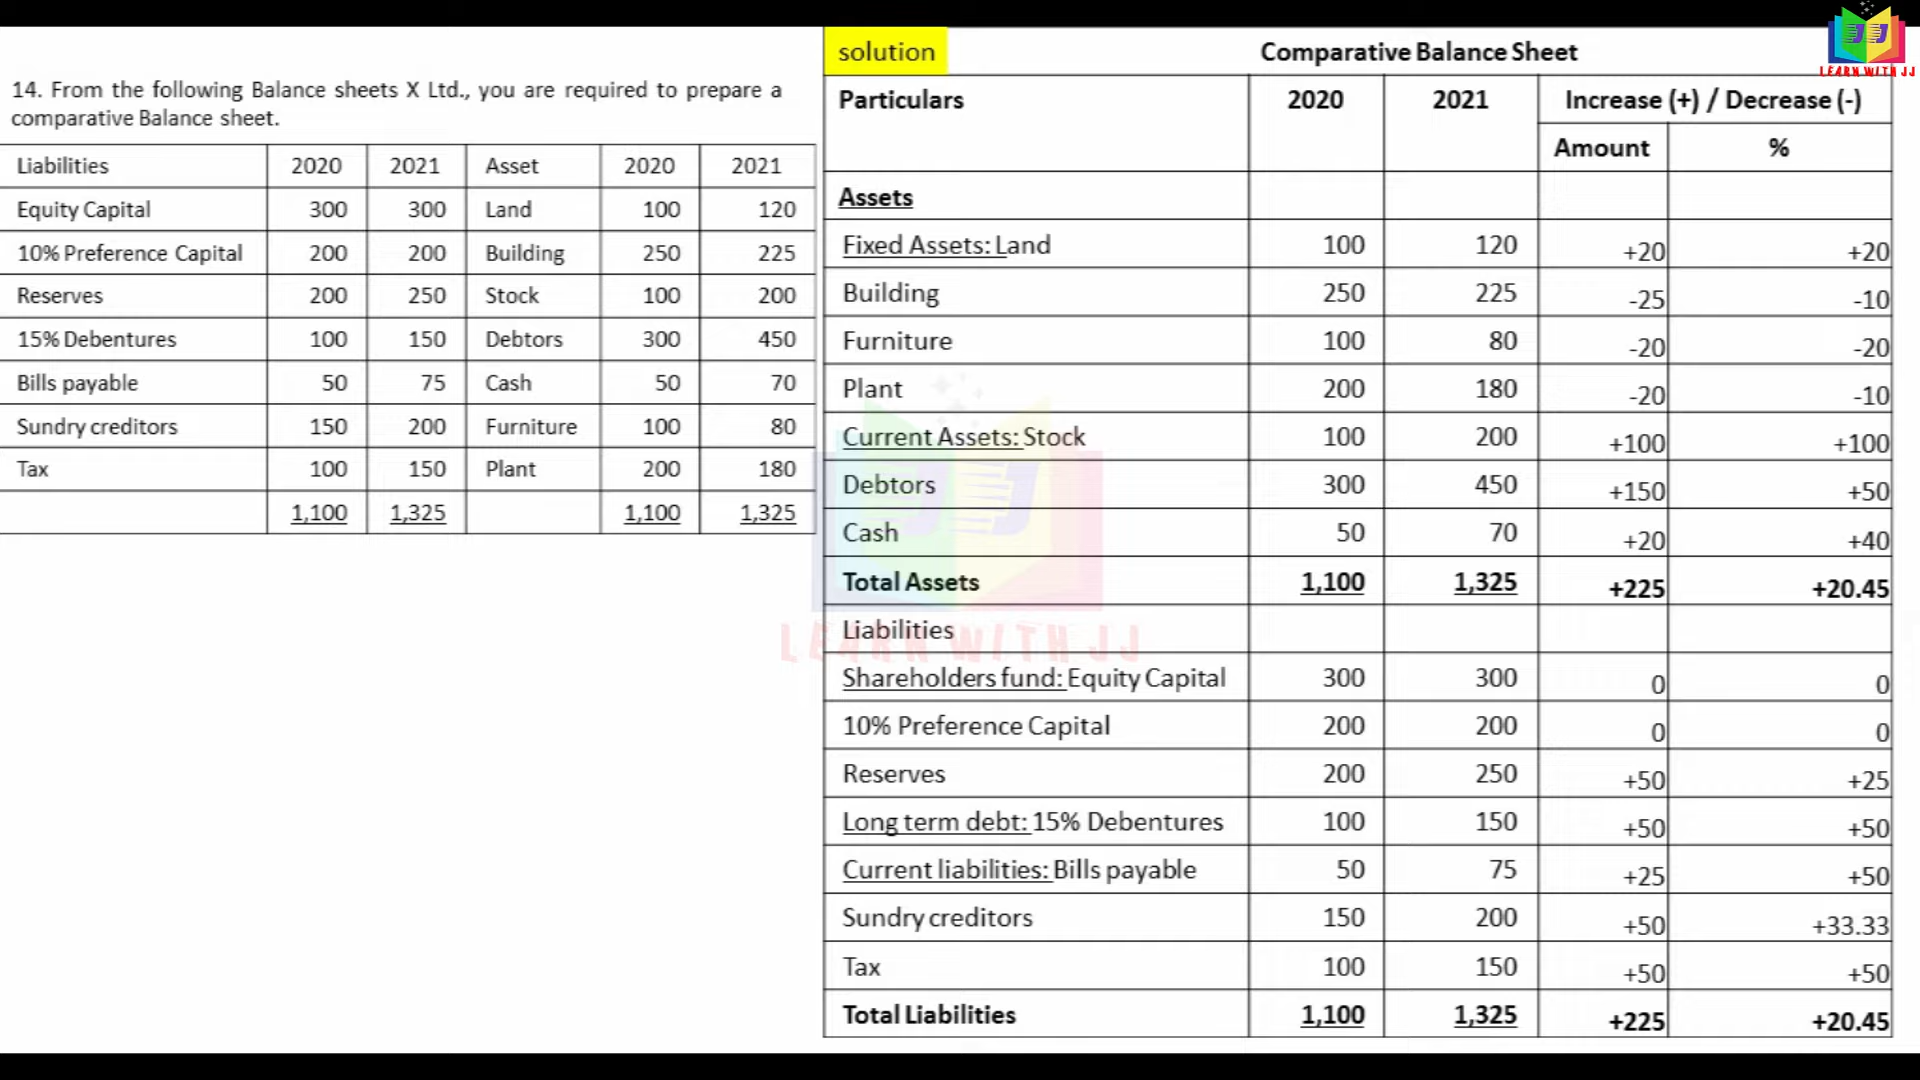 14. From the following Balance sheets X Ltd., you are required to prepare a
comparative Balance sheet.
Liabilities 2020 2021 Asset 2020 2021
Equity Capital 300 300 Land 100 120
10% Preference Capital 200 200 Building 250 225
Reserves 200 250 Stock 100 200
15% Debentures 100 150 Debtors 300 450
Bills payable 50 75 Cash 50 70
Sundry creditors 150 200 Furniture 100 80
Tax 100 150 Plant 200 180
1,100 1,325 1,100 1,325
solution Comparative Balance Sheet
Particulars 2020 2021 Increase (+) / Decrease (-)
Amount %
Assets
Fixed Assets: Land 100 120 +20 +20
Building 250 225 -25 -10
Furniture 100 80 -20 -20
Plant 200 180 -20 -10
Current Assets: Stock 100 200 +100 +100
Debtors 300 450 +150 +50
Cash 50 70 +20 +40
Total Assets 1,100 1,325 +225 +20.45
Liabilities
Shareholders fund: Equity Capital 300 300 0 0
10% Preference Capital 200 200 0 0
Reserves 200 250 +50 +25
Long term debt: 15% Debentures 100 150 +50 +50
Current liabilities: Bills payable 50 75 +25 +50
Sundry creditors 150 200 +50 +33.33
Tax 100 150 +50 +50
Total Liabilities 1,100 1,325 +225 +20.45
JJ
LEARN WITH JJ
JJ
LEARN WITH JJ